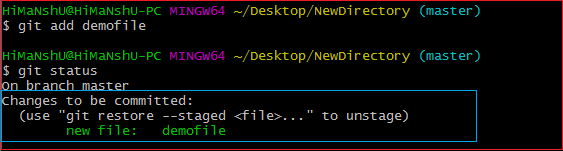 HiMaNshU@HiMaNshU-PC MINGW64 ~/Desktop/NewDirectory (master)
$ git add demofile
HiMaNshU@HiMaNshU-PC MINGW64 ~/Desktop/NewDirectory (master)
$ git status
On branch master
Changes to be committed:
  (use "git restore --staged <file>..." to unstage)
        new file:   demofile